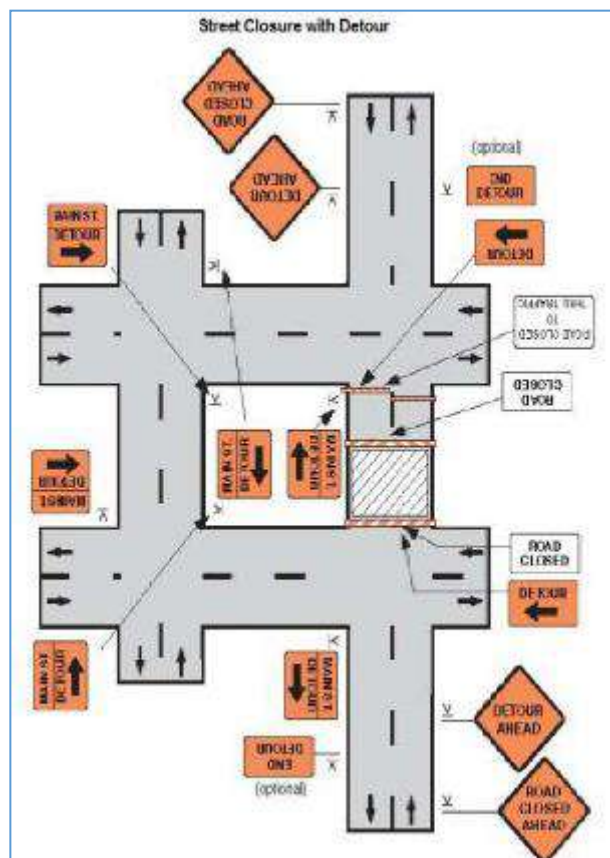 Street Closure with Detour
ROAD
CLOSED
AHEAD
DETOUR
AHEAD
(optional)
END
DETOUR
MAIN ST.
DETOUR
DETOUR
ROAD CLOSED
TO
THRU TRAFFIC
ROAD
CLOSED
MAIN ST.
DETOUR
MAIN ST.
DETOUR
MAIN ST.
DETOUR
ROAD
CLOSED
DETOUR
MAIN ST
DETOUR
MAIN ST.
DETOUR
DETOUR
AHEAD
END
DETOUR
(optional)
ROAD
CLOSED
AHEAD